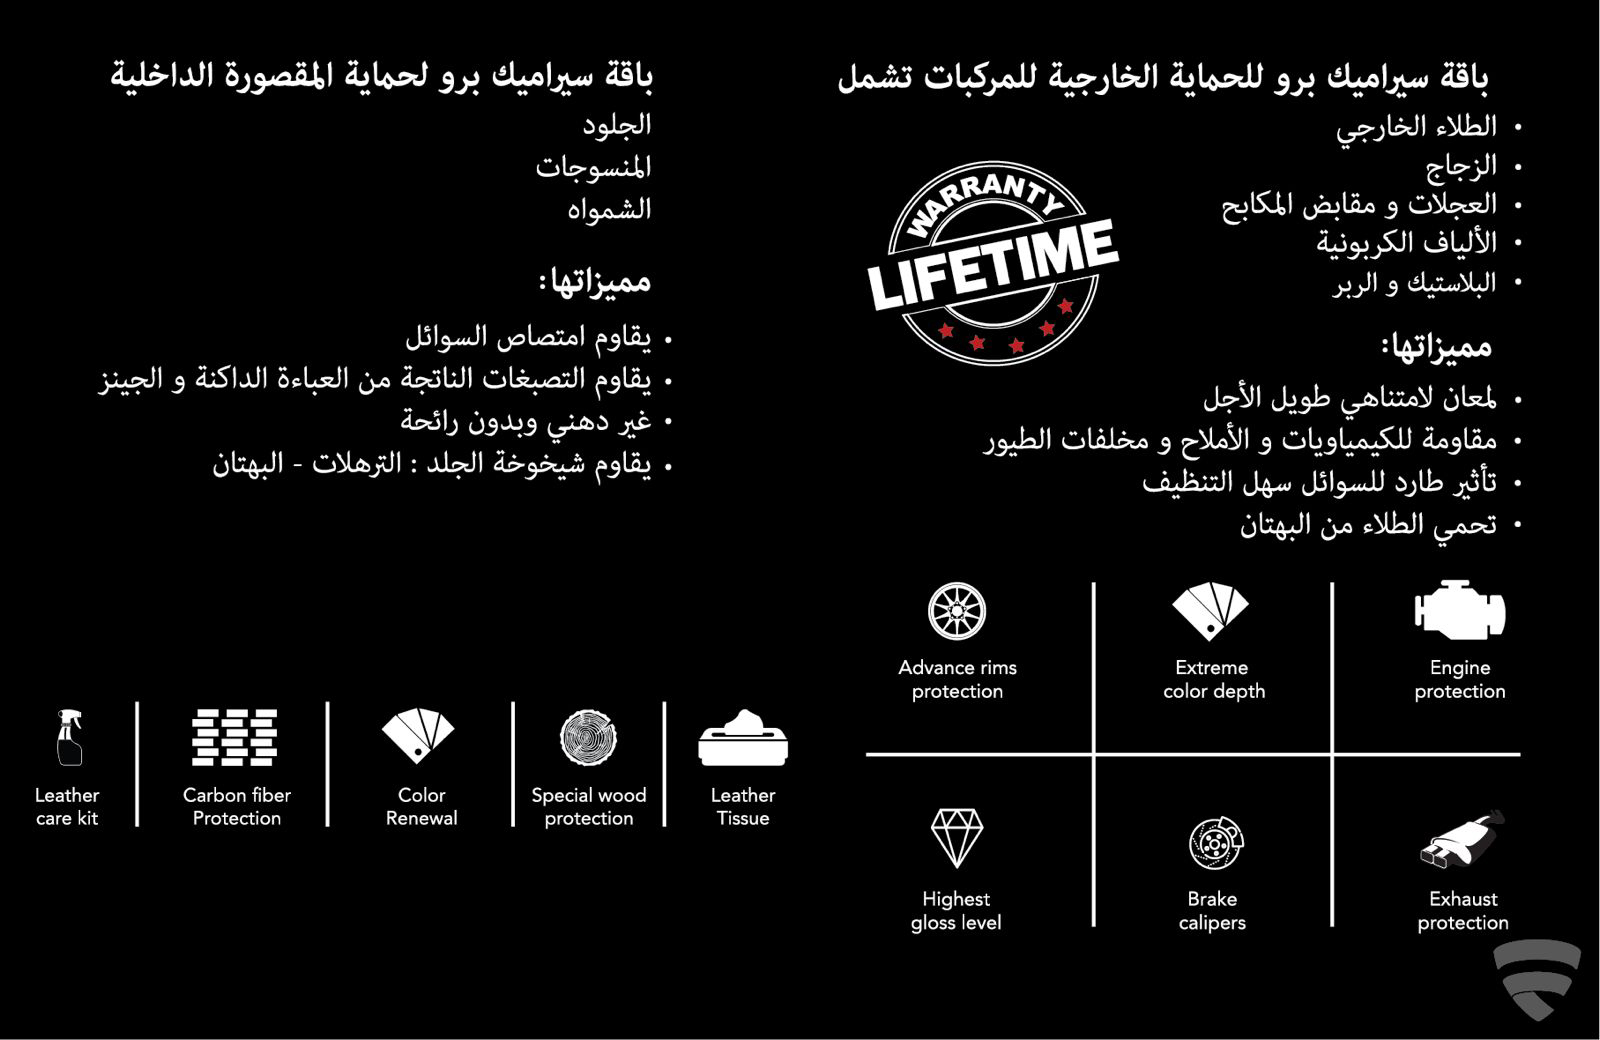 باقة سيراميك برو للحماية الخارجية للمركبات تشمل
• الطلاء الخارجي
• الزجاج
• العجلات و مقابض المكابح
• الألياف الكربونية
• البلاستيك و الربر
WARRANTY
LIFETIME
مميزاتها:
• لمعان لامتناهي طويل الأجل
• مقاومة للكيمياويات و الأملاح و مخلفات الطيور
• تأثير طارد للسوائل سهل التنظيف
• تحمي الطلاء من البهتان
Advance rims
protection
Extreme
color depth
Engine
protection
Highest
gloss level
Brake
calipers
Exhaust
protection
باقة سيراميك برو لحماية المقصورة الداخلية
الجلود
المنسوجات
الشمواه
مميزاتها:
• يقاوم امتصاص السوائل
• يقاوم التصبغات الناتجة من العباءة الداكنة و الجينز
• غير دهني وبدون رائحة
• يقاوم شيخوخة الجلد : الترهلات - البهتان
Leather
care kit
Carbon fiber
Protection
Color
Renewal
Special wood
protection
Leather
Tissue